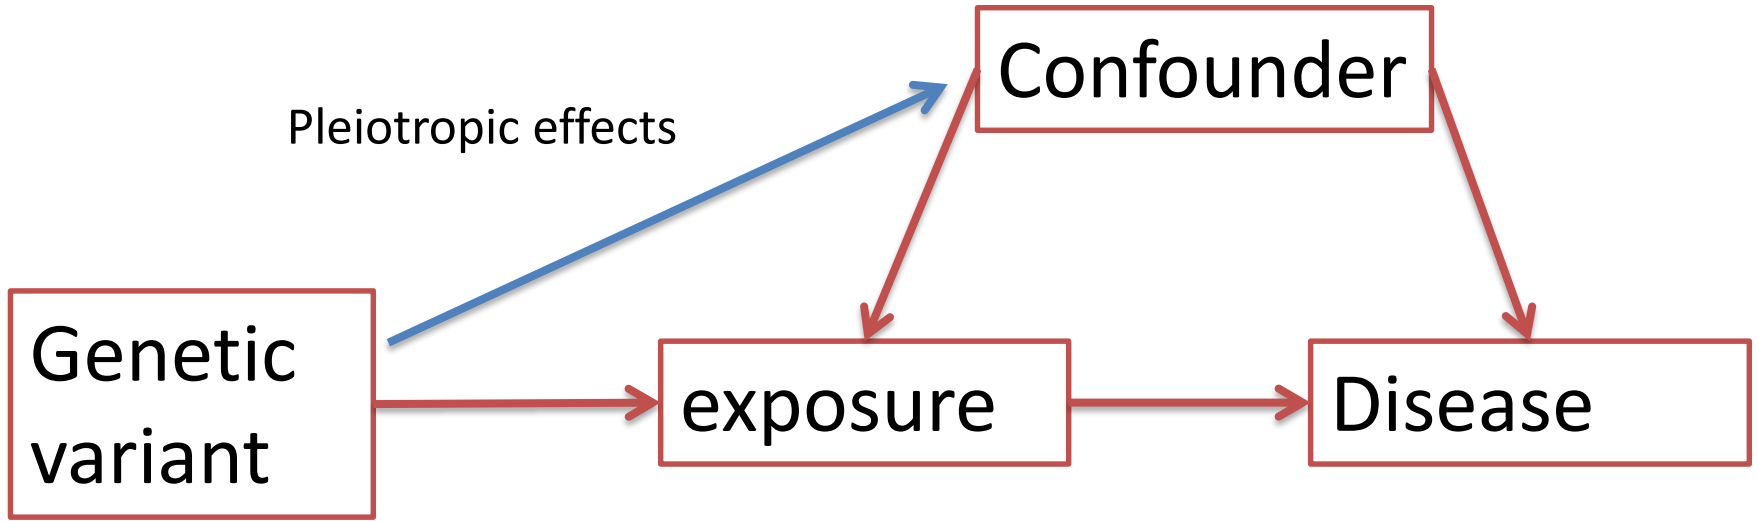 Confounder
Pleiotropic effects
Genetic
variant
exposure
Disease